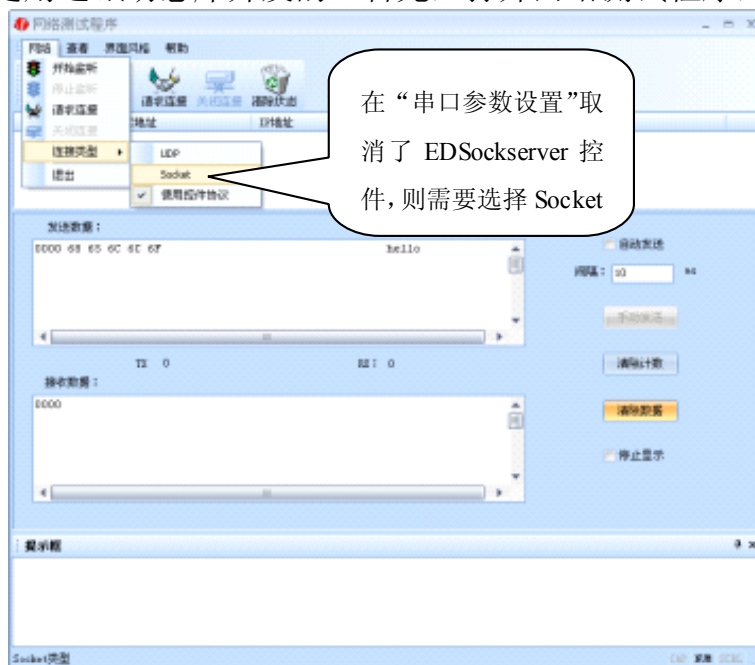 网络测试程序
网络 查看 界面风格 帮助
开始监听
停止监听
请求连接
关闭连接
连接类型
退出
请求连接 关闭连接 清除状态
IP地址
UDP
Socket
使用控件协议
在“串口参数设置”取
消了 EDSockserver 控
件，则需要选择 Socket
发送数据：
0000 68 65 6C 6C 6F hello
自动发送
间隔： 10 ms
手动发送
TX 0 RX: 0
清除计数
接收数据：
0000
清除数据
停止显示
提示框
Socket类型